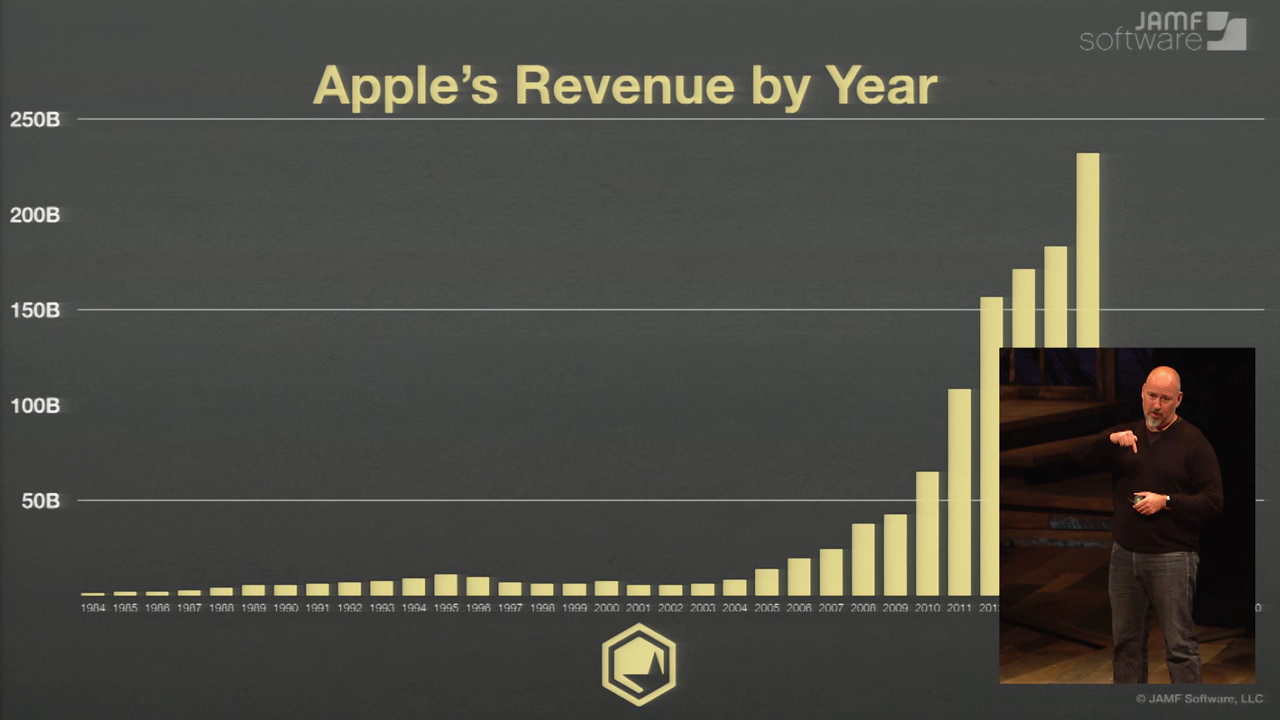 JAMF
software
Apple's Revenue by Year
250B
200B
150B
100B
50B
1984 1985 1986 1987 1988 1989 1990 1991 1992 1993 1994 1995 1996 1997 1998 1999 2000 2001 2002 2003 2004 2005 2006 2007 2008 2009 2010 2011 201
© JAMF Software, LLC